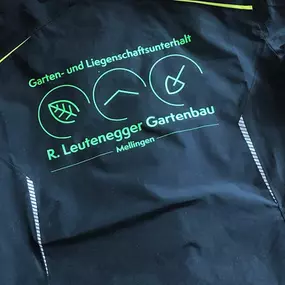 Garten- und Liegenschaftsunterhalt
R. Leutenegger Gartenbau
Mellingen